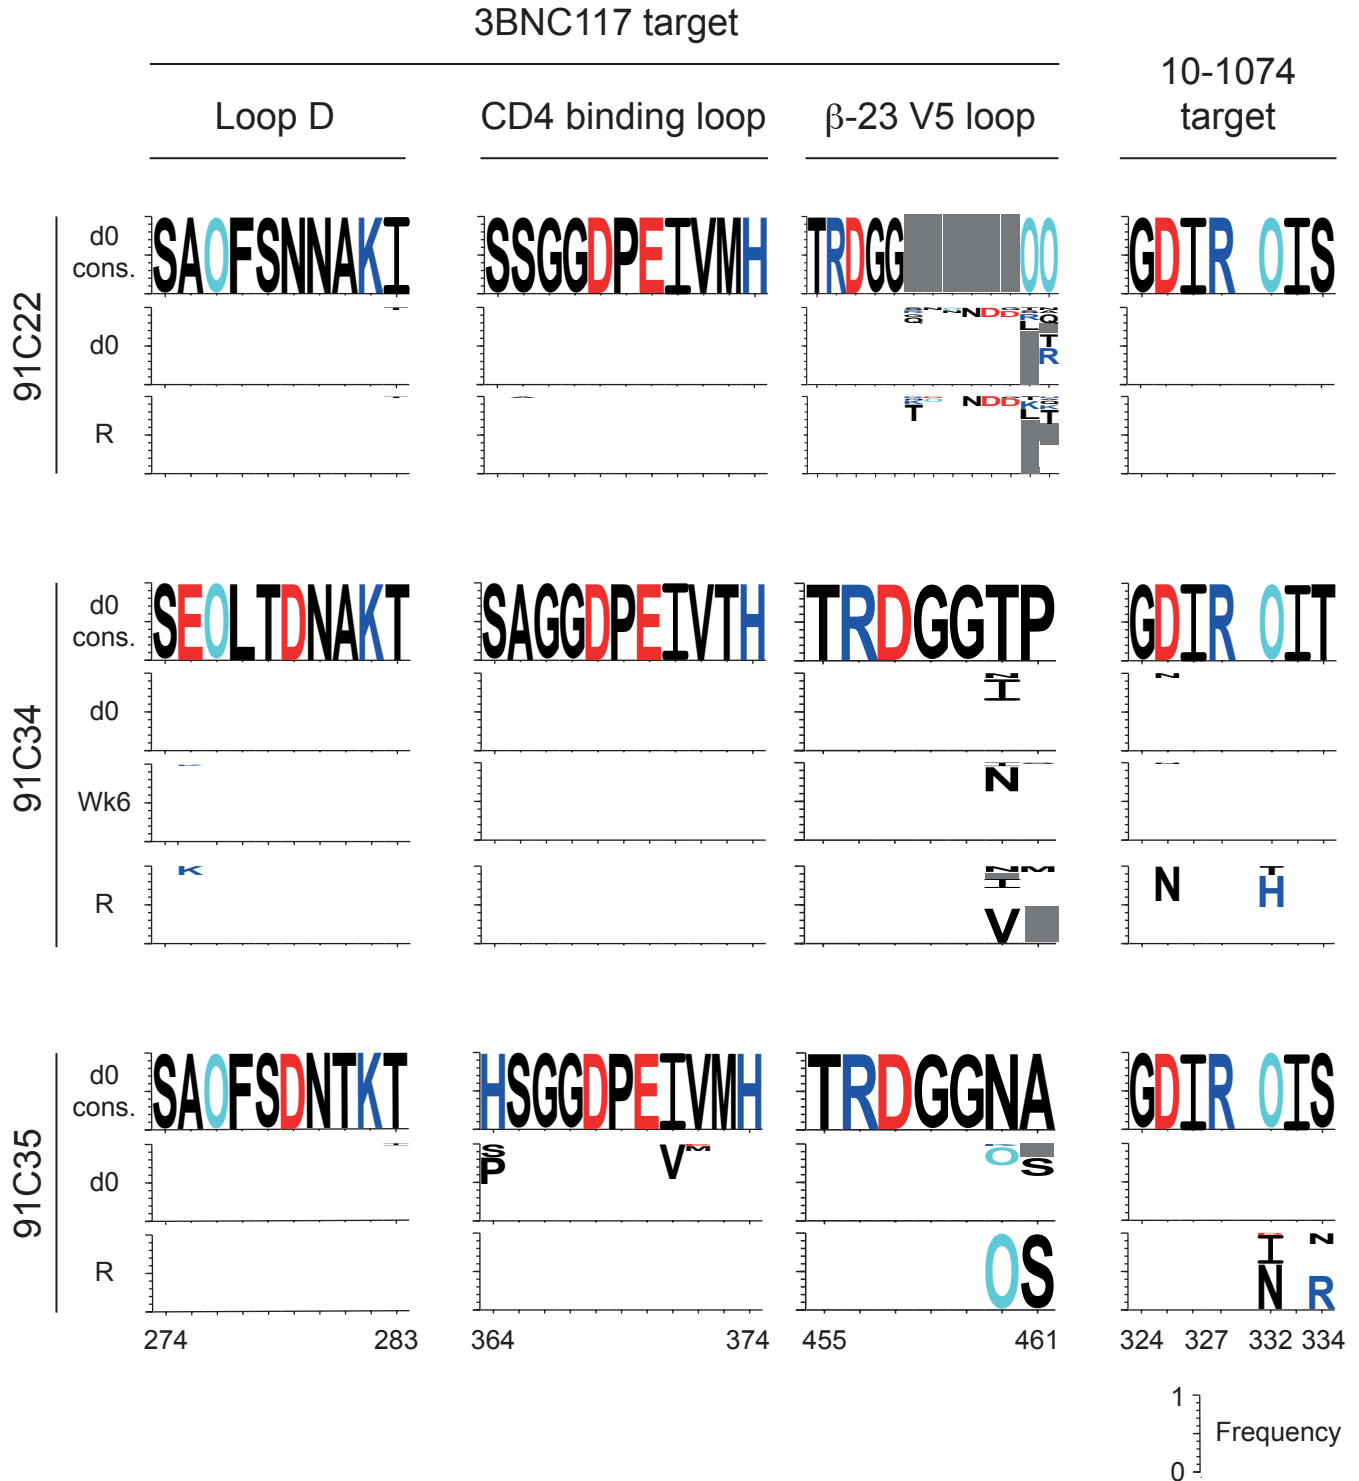 3BNC117 target
10-1074
target
Loop D
CD4 binding loop
β-23 V5 loop
91C22
d0
cons.
SAOFSNNAKI
SSGGDPEIVMH
TRDGG OO
GDIR OIS
d0
N D D
L
Q
T
R
R
T
N D D
K
L
T
91C34
d0
cons.
SEOLTDNAKT
SAGGDPEIVTH
TRDGGTP
GDIR OIT
d0
N
I
N
Wk6
N
R
K
N M
I
V
N
T
H
91C35
d0
cons.
SAOFSDNTKT
HSGGDPEIVMH
TRDGGNA
GDIR OIS
d0
S
P
V
M
O
S
R
OS
I
N
N
R
274
283
364
374
455
461
324
327
332
334
1
Frequency
0